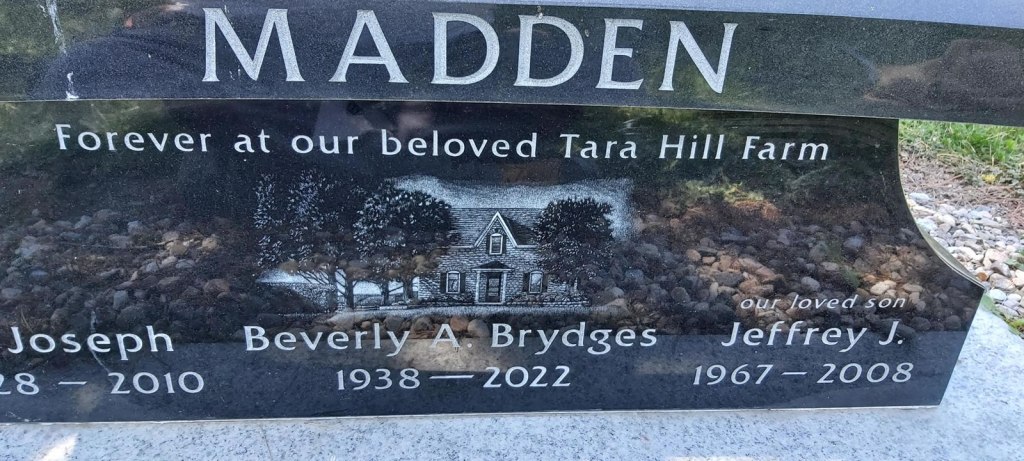 MADDEN
Forever at our beloved Tara Hill Farm
our loved son
Joseph Beverly A. Brydges Jeffrey J.
28 – 2010 1938 — 2022 1967 – 2008